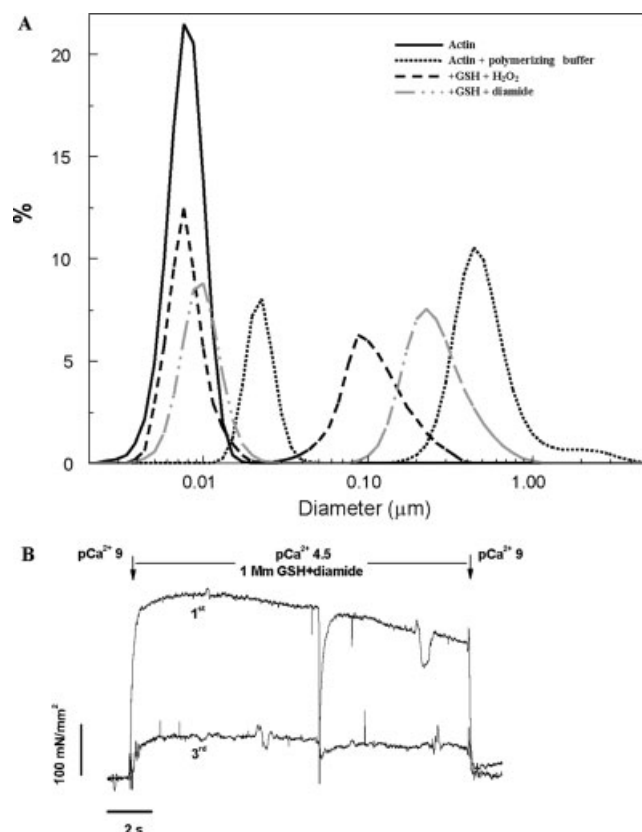 A
20
15
10
5
0
%
Actin
Actin + polymerizing buffer
+GSH + H₂O₂
+GSH + diamide
0.01
0.10
1.00
Diameter (μm)
B
pCa²⁺ 9
pCa²⁺ 4.5
pCa²⁺ 9
1 Mm GSH+diamide
1ˢᵗ
3ʳᵈ
100 mN/mm²
2 s